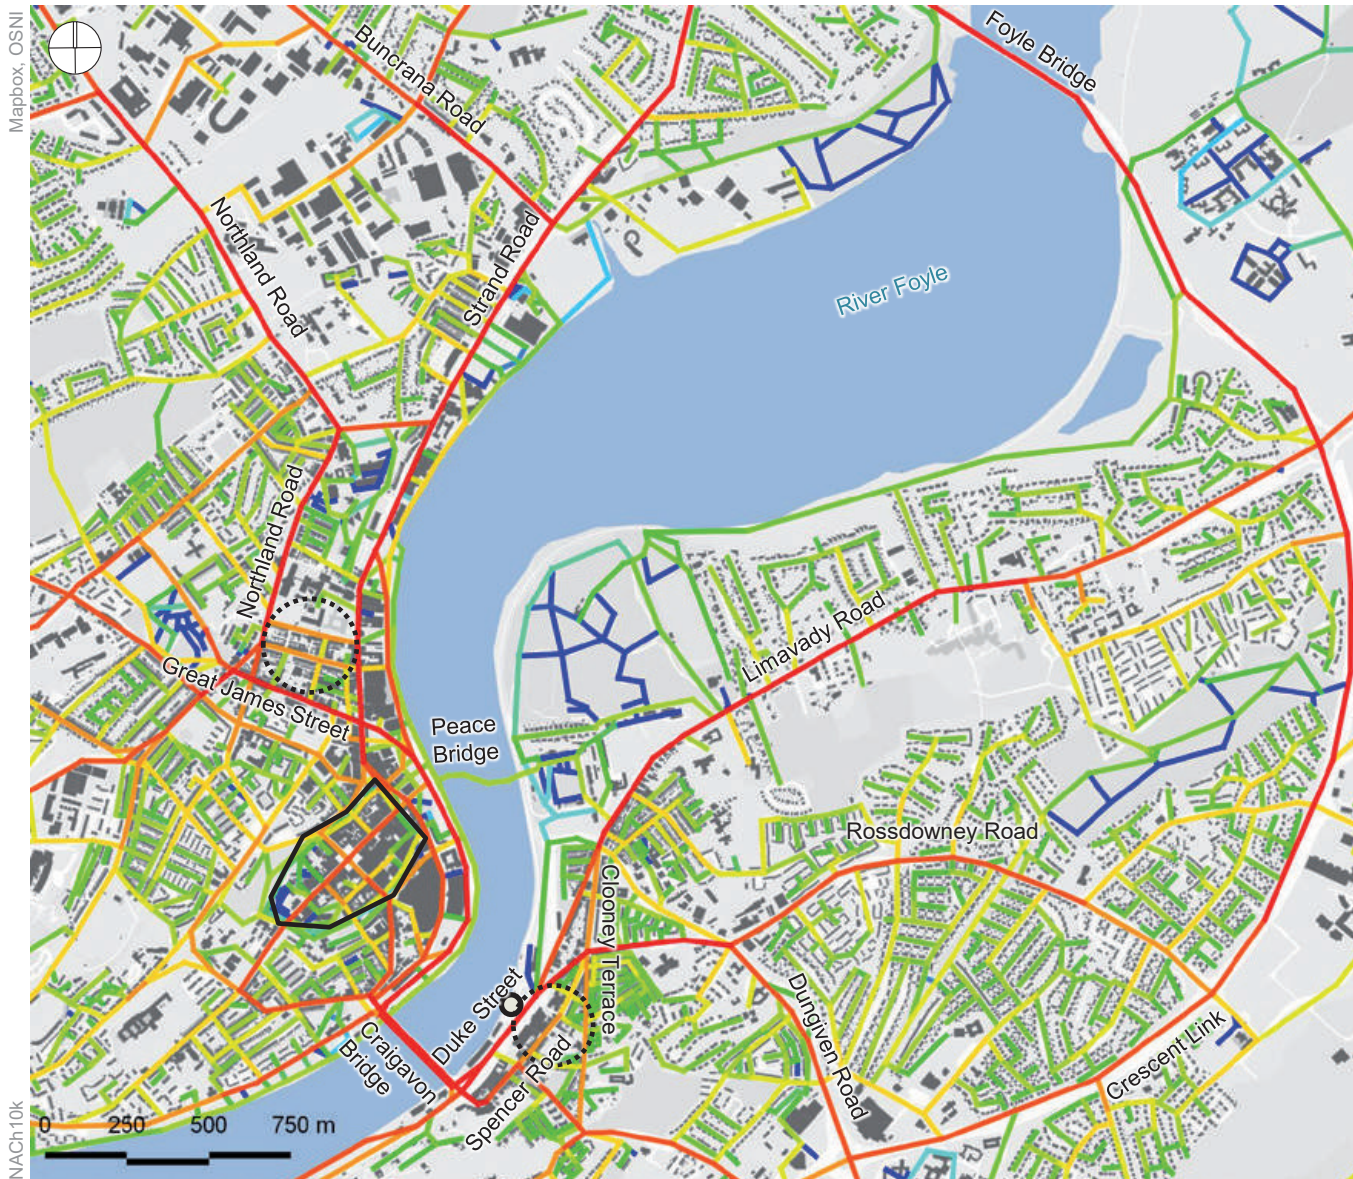 Mapbox, OSNI
Foyle Bridge
Buncrana Road
Northland Road
Strand Road
River Foyle
Northland Road
Limavady Road
Great James Street
Peace
Bridge
Rossdowney Road
Clooney Terrace
Duke Street
Dungiven Road
Craigavon
Bridge
Spencer Road
Crescent Link
0 250 500 750 m
NACh10k